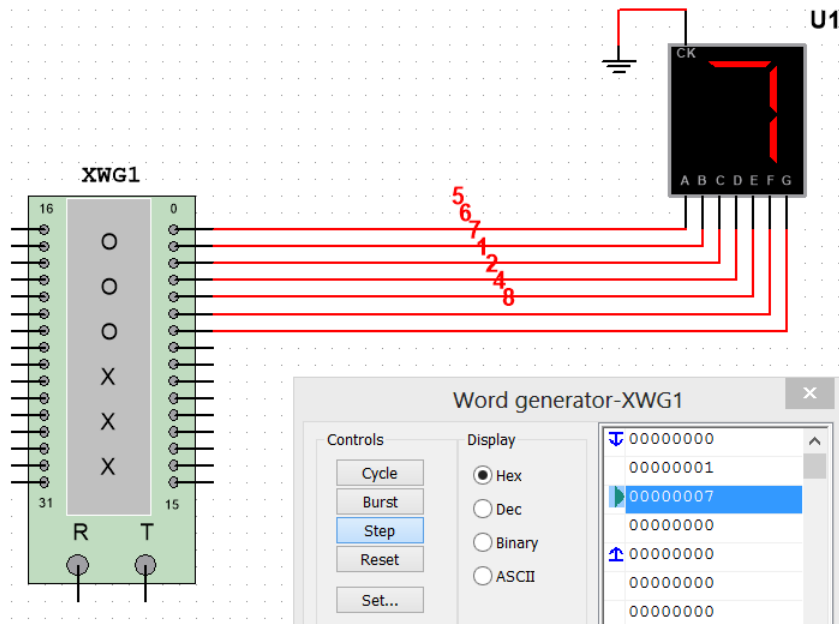 U1
CK
A B C D E F G
XWG1
16 0
5
6
7
1
2
4
8
O
O
O
X
X
X
31 15
R T
Word generator-XWG1
Controls
Cycle
Burst
Step
Reset
Set...
Display
Hex
Dec
Binary
ASCII
00000000
00000001
00000007
00000000
00000000
00000000
00000000